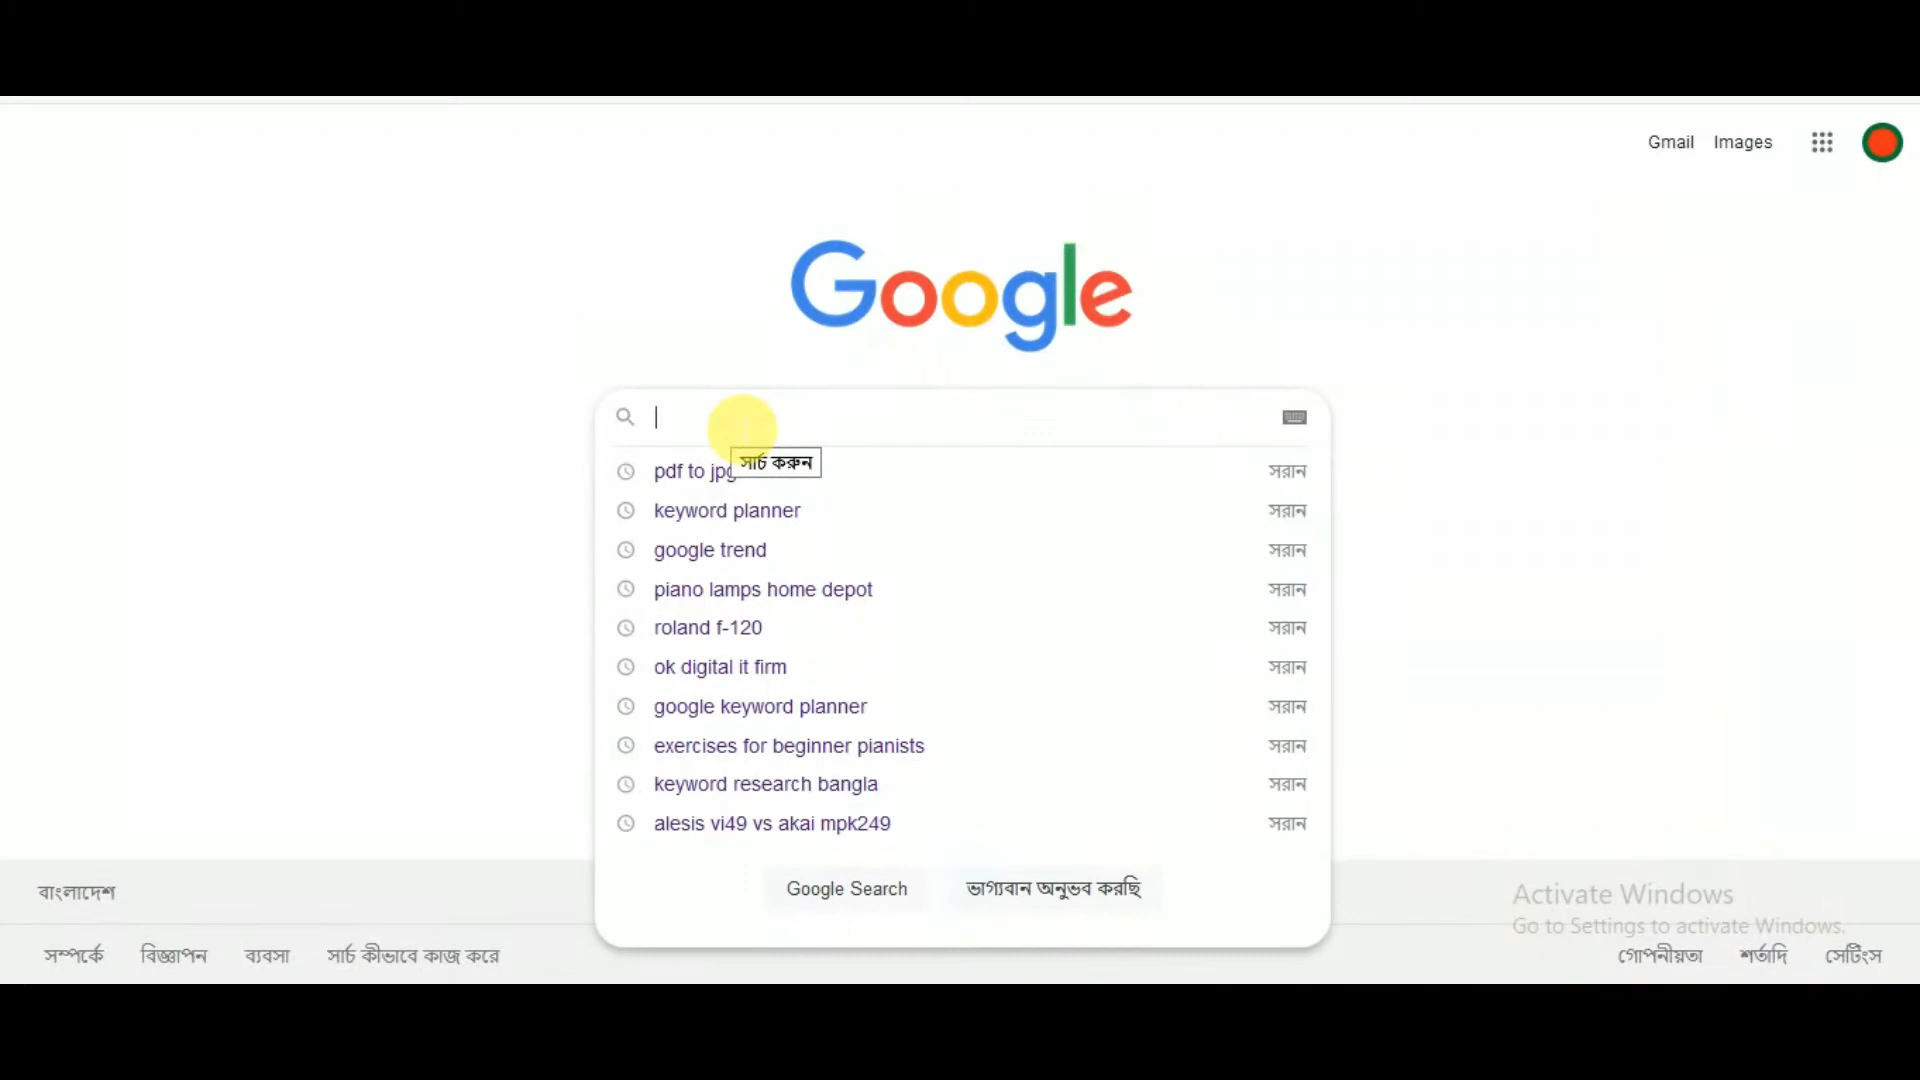 Gmail Images
Google
সার্চ করুন
pdf to jpg সরান
keyword planner সরান
google trend সরান
piano lamps home depot সরান
roland f-120 সরান
ok digital it firm সরান
google keyword planner সরান
exercises for beginner pianists সরান
keyword research bangla সরান
alesis vi49 vs akai mpk249 সরান
Google Search ভাগ্যবান অনুভব করছি
বাংলাদেশ
Activate Windows
Go to Settings to activate Windows.
সম্পর্কে বিজ্ঞাপন ব্যবসা সার্চ কীভাবে কাজ করে গোপনীয়তা শর্তাদি সেটিংস